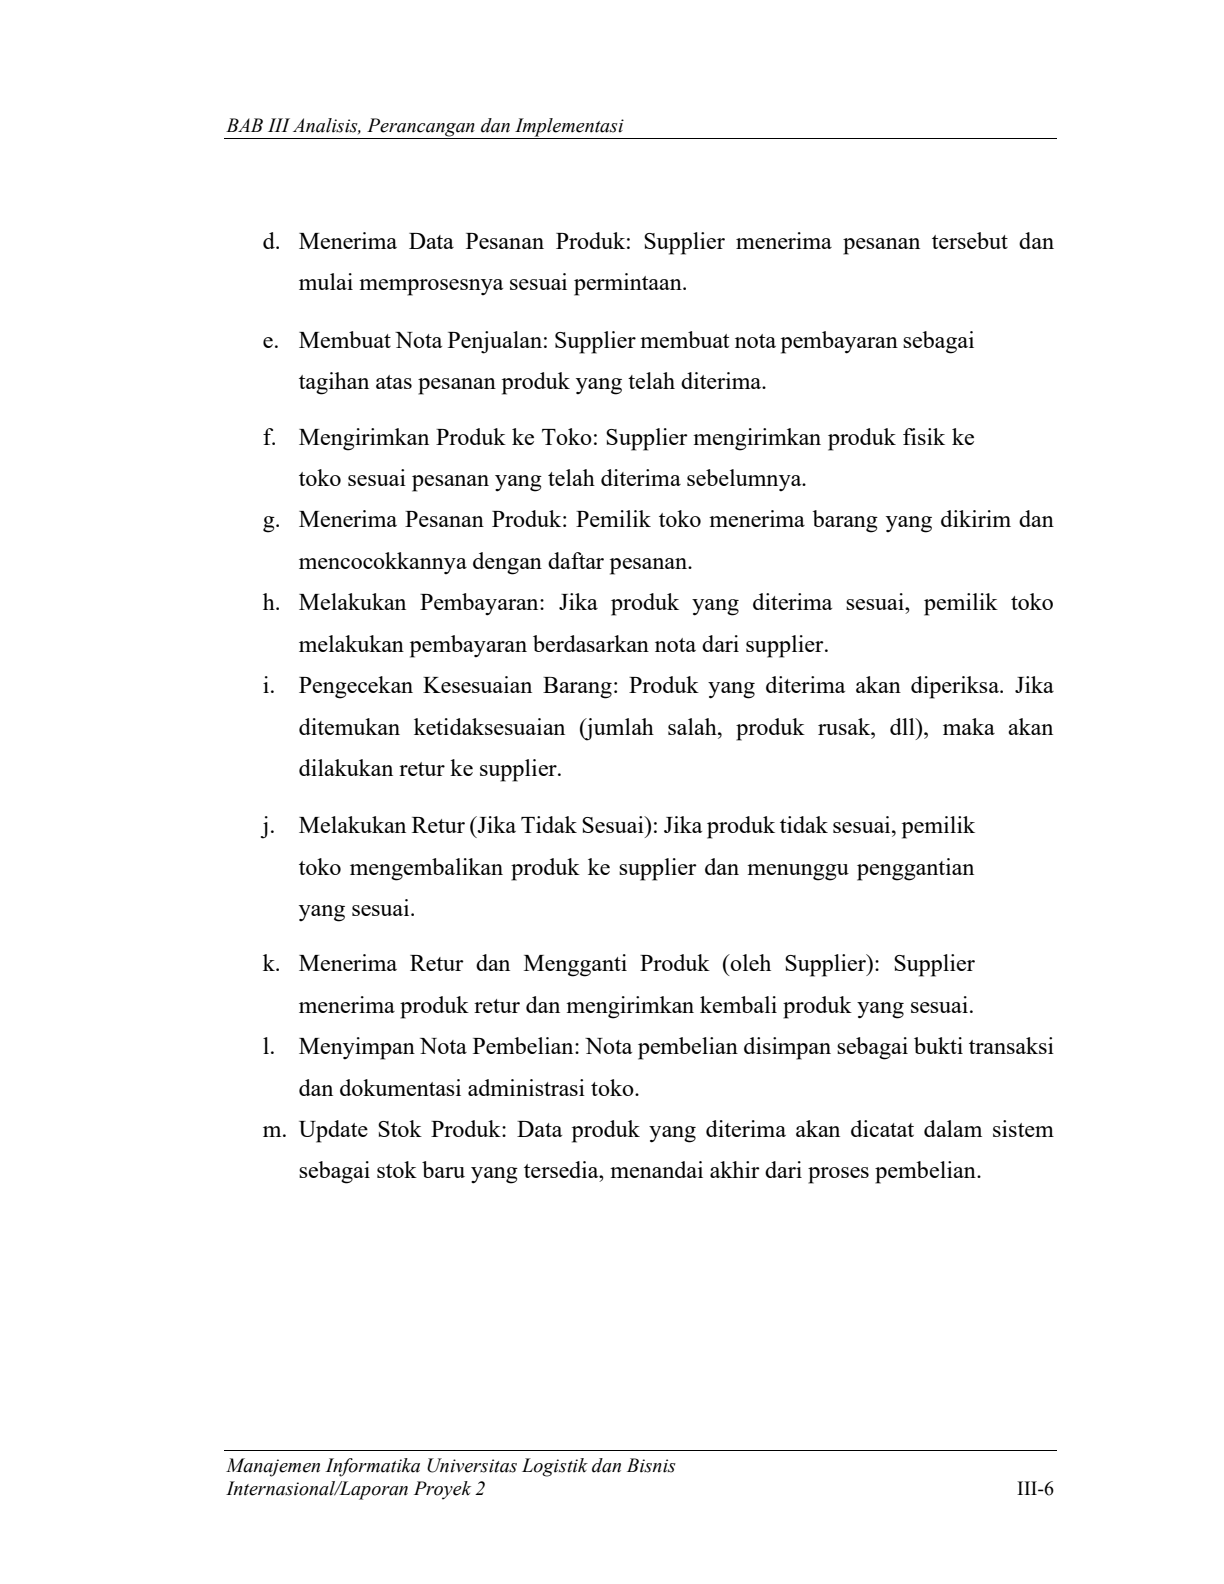 BAB III Analisis, Perancangan dan Implementasi
d. Menerima Data Pesanan Produk: Supplier menerima pesanan tersebut dan
mulai memprosesnya sesuai permintaan.
e. Membuat Nota Penjualan: Supplier membuat nota pembayaran sebagai
tagihan atas pesanan produk yang telah diterima.
f. Mengirimkan Produk ke Toko: Supplier mengirimkan produk fisik ke
toko sesuai pesanan yang telah diterima sebelumnya.
g. Menerima Pesanan Produk: Pemilik toko menerima barang yang dikirim dan
mencocokkannya dengan daftar pesanan.
h. Melakukan Pembayaran: Jika produk yang diterima sesuai, pemilik toko
melakukan pembayaran berdasarkan nota dari supplier.
i. Pengecekan Kesesuaian Barang: Produk yang diterima akan diperiksa. Jika
ditemukan ketidaksesuaian (jumlah salah, produk rusak, dll), maka akan
dilakukan retur ke supplier.
j. Melakukan Retur (Jika Tidak Sesuai): Jika produk tidak sesuai, pemilik
toko mengembalikan produk ke supplier dan menunggu penggantian
yang sesuai.
k. Menerima Retur dan Mengganti Produk (oleh Supplier): Supplier
menerima produk retur dan mengirimkan kembali produk yang sesuai.
l. Menyimpan Nota Pembelian: Nota pembelian disimpan sebagai bukti transaksi
dan dokumentasi administrasi toko.
m. Update Stok Produk: Data produk yang diterima akan dicatat dalam sistem
sebagai stok baru yang tersedia, menandai akhir dari proses pembelian.
Manajemen Informatika Universitas Logistik dan Bisnis
Internasional/Laporan Proyek 2 III-6